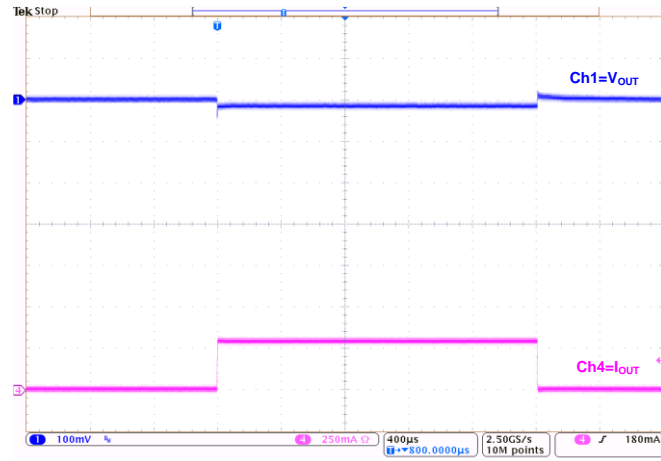 Tek Stop
T
T
1
Ch1=VOUT
4
Ch4=IOUT
1 100mV
4 250mA Ω
400µs
T→▼800.0000µs
2.50GS/s
10M points
4 180mA